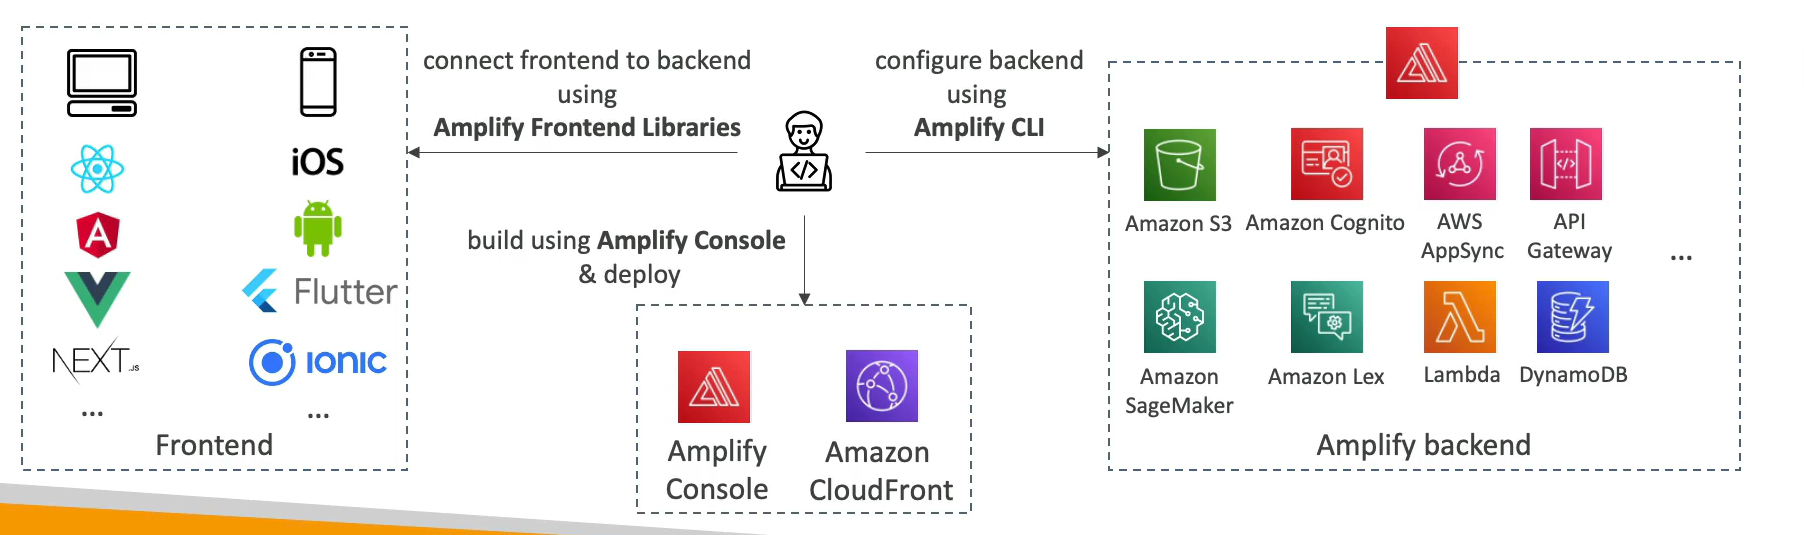 connect frontend to backend
using
Amplify Frontend Libraries
configure backend
using
Amplify CLI
iOS
Flutter
NEXT.JS
ionic
...
...
Frontend
</>
build using Amplify Console
& deploy
Amplify
Console
Amazon
CloudFront
Amazon S3
Amazon Cognito
AWS
AppSync
API
Gateway
...
Amazon
SageMaker
Amazon Lex
Lambda
DynamoDB
Amplify backend